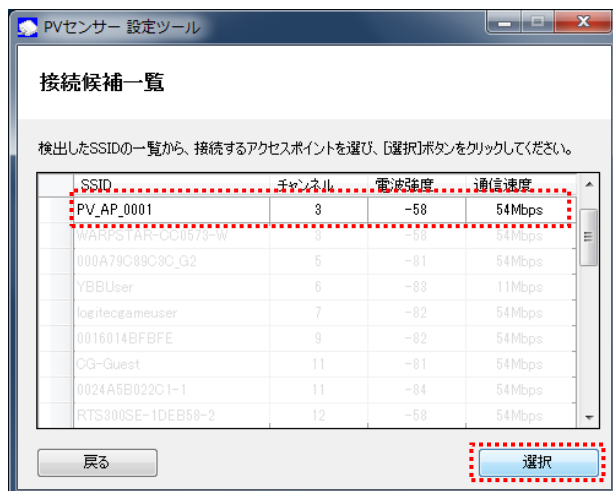 PVセンサー 設定ツール
接続候補一覧
検出したSSIDの一覧から、接続するアクセスポイントを選び、[選択]ボタンをクリックしてください。
SSID チャンネル 電波強度 通信速度
PV_AP_0001 3 -58 54Mbps
WARPSTAR-CC0573-W 8 -58 54Mbps
000A79C89C3C_G2 5 -81 54Mbps
YBBUser 6 -83 11Mbps
logitecgameuser 7 -82 54Mbps
0016014BFBFE 9 -82 54Mbps
CG-Guest 11 -81 54Mbps
0024A5B022C1-1 11 -84 54Mbps
RTS300SE-1DEB58-2 12 -58 54Mbps
戻る 選択